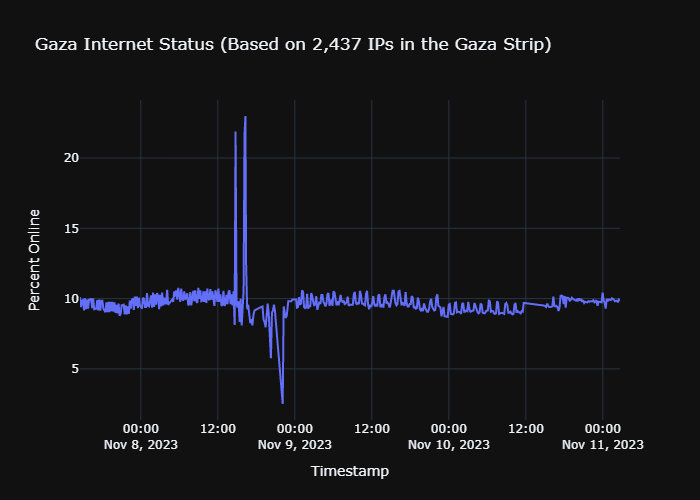 Gaza Internet Status (Based on 2,437 IPs in the Gaza Strip)
Percent Online
20
15
10
5
00:00 12:00 00:00 12:00 00:00 12:00 00:00
Nov 8, 2023 Nov 9, 2023 Nov 10, 2023 Nov 11, 2023
Timestamp